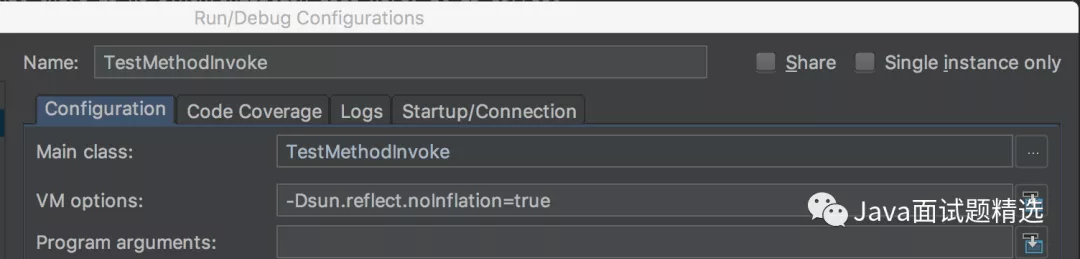 Run/Debug Configurations
Name: TestMethodInvoke Share Single instance only
Configuration Code Coverage Logs Startup/Connection
Main class: TestMethodInvoke ...
VM options: -Dsun.reflect.noInflation=true
Java面试题精选
Program arguments: